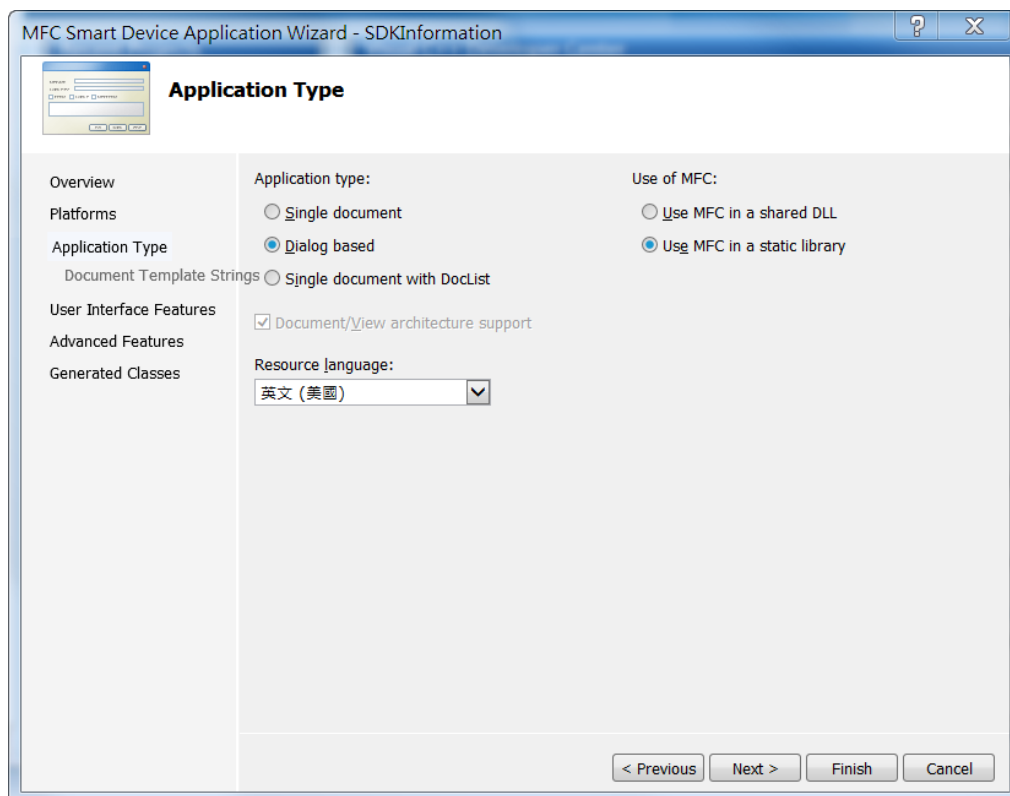 MFC Smart Device Application Wizard - SDKInformation
Application Type
Overview
Platforms
Application Type
Document Template Strings
User Interface Features
Advanced Features
Generated Classes
Application type:
Single document
Dialog based
Single document with DocList
Document/View architecture support
Resource language:
英文 (美國)
Use of MFC:
Use MFC in a shared DLL
Use MFC in a static library
< Previous
Next >
Finish
Cancel